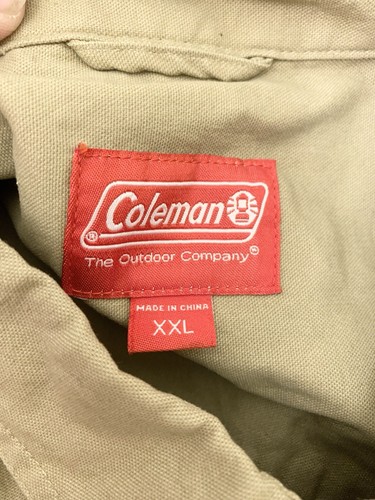 Coleman
®
The Outdoor Company®
MADE IN CHINA
XXL